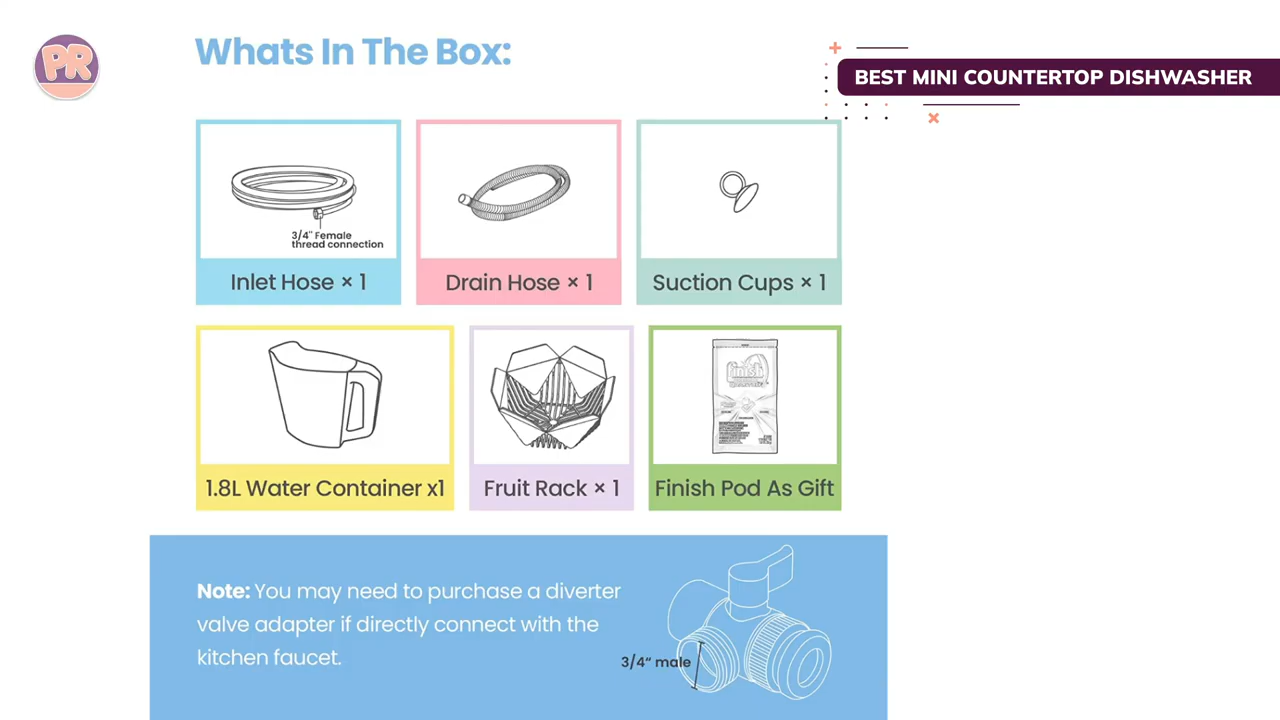 PR
Whats In The Box:
BEST MINI COUNTERTOP DISHWASHER
3/4" Female
thread connection
Inlet Hose × 1
Drain Hose × 1
Suction Cups × 1
finish
1.8L Water Container x1
Fruit Rack × 1
Finish Pod As Gift
Note: You may need to purchase a diverter
valve adapter if directly connect with the
kitchen faucet.
3/4" male